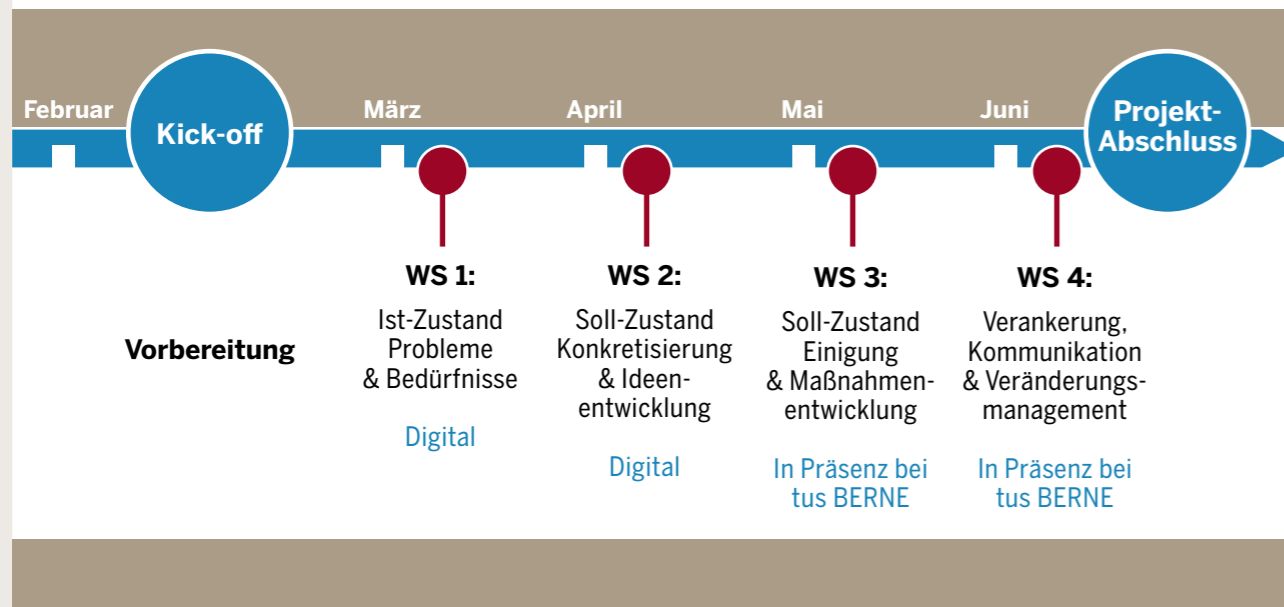 Februar
Kick-off
März
April
Mai
Juni
Projekt-
Abschluss
Vorbereitung
WS 1:
Ist-Zustand
Probleme
& Bedürfnisse
Digital
WS 2:
Soll-Zustand
Konkretisierung
& Ideen-
entwicklung
Digital
WS 3:
Soll-Zustand
Einigung
& Maßnahmen-
entwicklung
In Präsenz bei
tus BERNE
WS 4:
Verankerung,
Kommunikation
& Veränderungs-
management
In Präsenz bei
tus BERNE